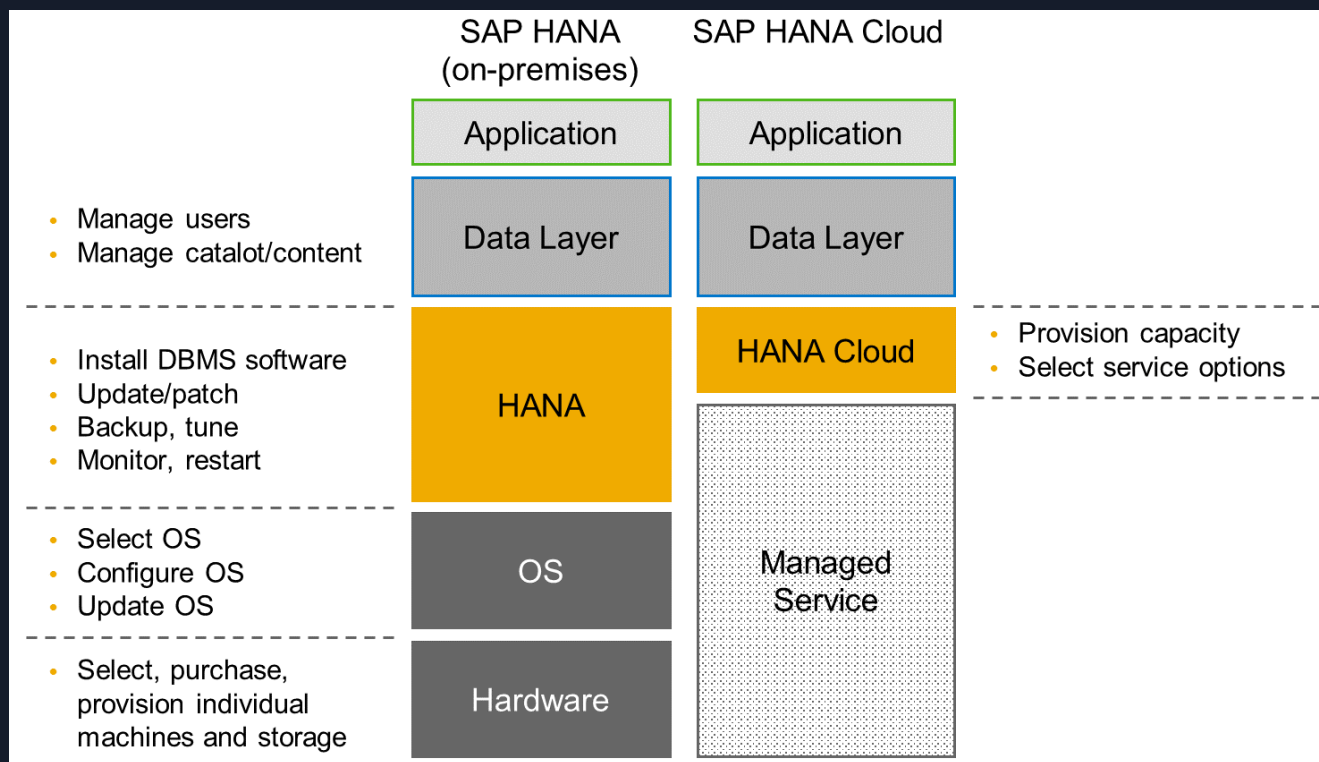 SAP HANA
(on-premises)
SAP HANA Cloud
Application
Application
• Manage users
• Manage catalot/content
Data Layer
Data Layer
• Install DBMS software
• Update/patch
• Backup, tune
• Monitor, restart
HANA
HANA Cloud
• Provision capacity
• Select service options
• Select OS
• Configure OS
• Update OS
OS
Managed
Service
• Select, purchase,
provision individual
machines and storage
Hardware